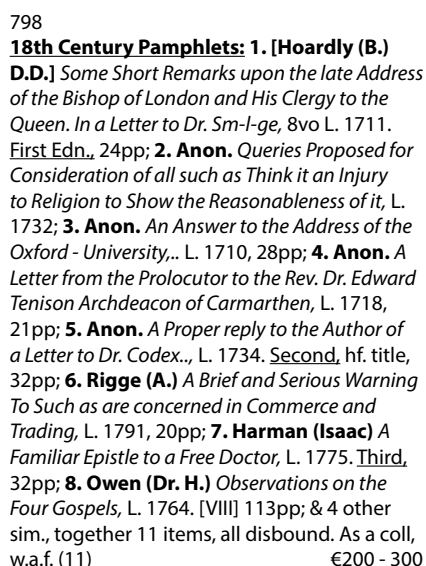 798
18th Century Pamphlets: 1. [Hoardly (B.)
D.D.] Some Short Remarks upon the late Address
of the Bishop of London and His Clergy to the
Queen. In a Letter to Dr. Sm-l-ge, 8vo L. 1711.
First Edn., 24pp; 2. Anon. Queries Proposed for
Consideration of all such as Think it an Injury
to Religion to Show the Reasonableness of it, L.
1732; 3. Anon. An Answer to the Address of the
Oxford - University,.. L. 1710, 28pp; 4. Anon. A
Letter from the Prolocutor to the Rev. Dr. Edward
Tenison Archdeacon of Carmarthen, L. 1718,
21pp; 5. Anon. A Proper reply to the Author of
a Letter to Dr. Codex.., L. 1734. Second, hf. title,
32pp; 6. Rigge (A.) A Brief and Serious Warning
To Such as are concerned in Commerce and
Trading, L. 1791, 20pp; 7. Harman (Isaac) A
Familiar Epistle to a Free Doctor, L. 1775. Third,
32pp; 8. Owen (Dr. H.) Observations on the
Four Gospels, L. 1764. [VIII] 113pp; & 4 other
sim., together 11 items, all disbound. As a coll,
w.a.f. (11) €200 - 300